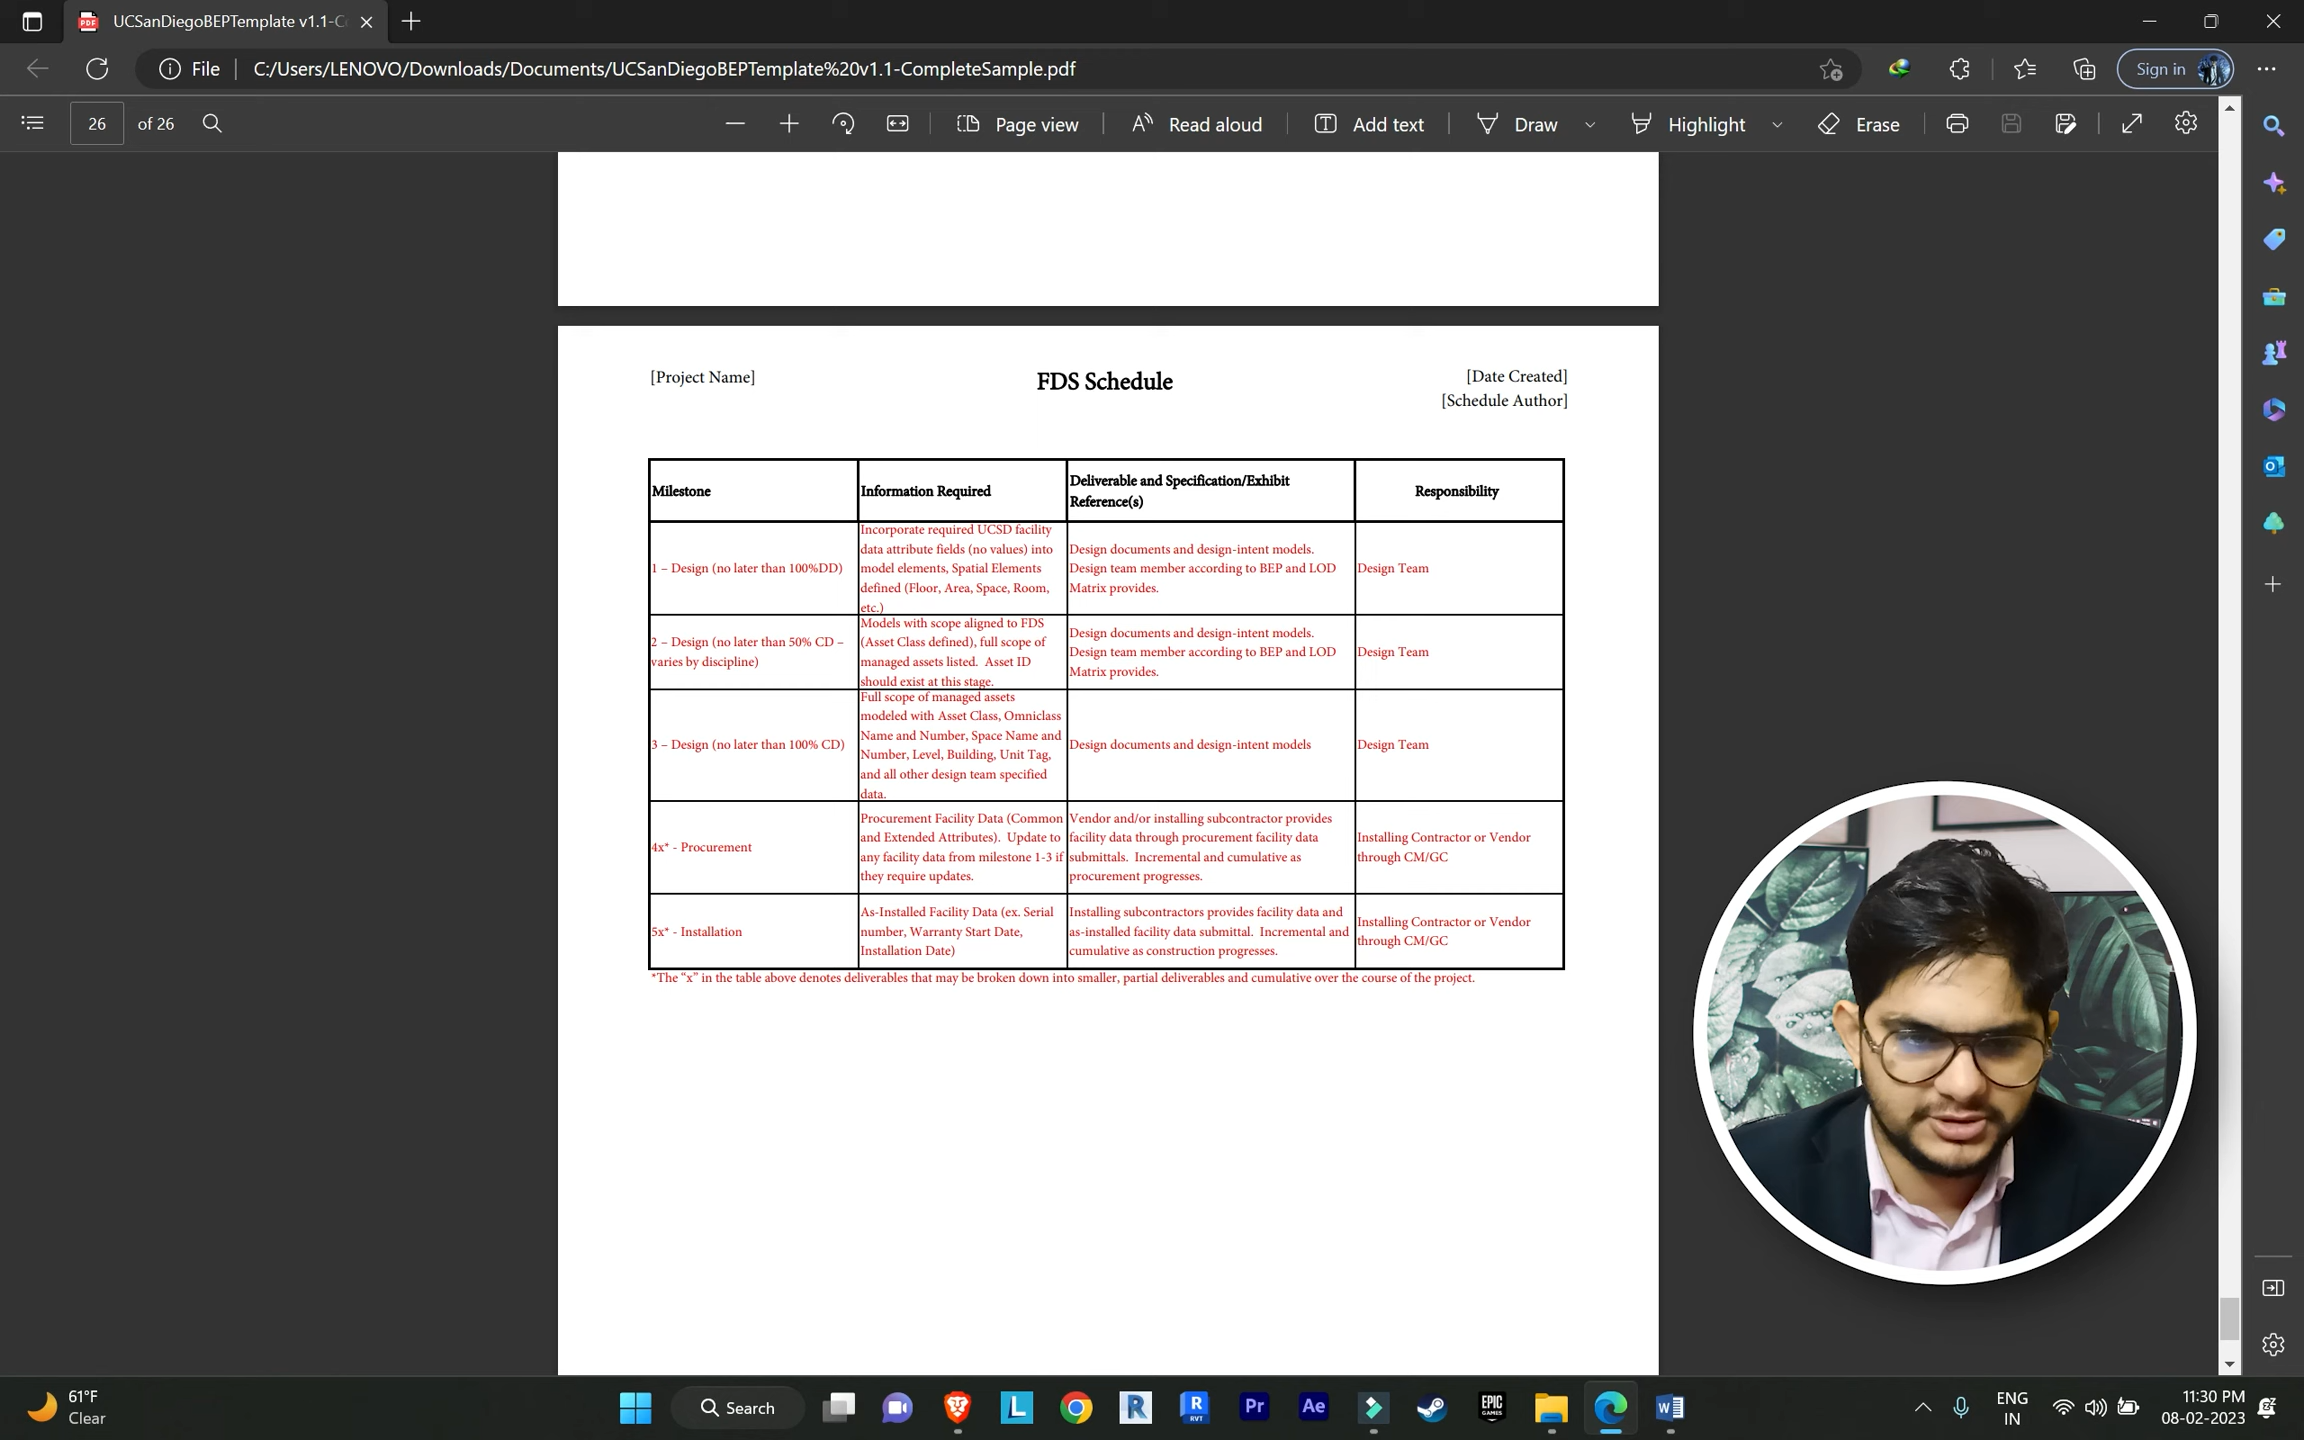 UCSanDiegoBEPTemplate v1.1-C
File
C:/Users/LENOVO/Downloads/Documents/UCSanDiegoBEPTemplate%20v1.1-CompleteSample.pdf
Sign in
26
of 26
Page view
Read aloud
Add text
Draw
Highlight
Erase
[Project Name]
FDS Schedule
[Date Created]
[Schedule Author]
Milestone
Information Required
Deliverable and Specification/Exhibit
Reference(s)
Responsibility
1 – Design (no later than 100%DD)
Incorporate required UCSD facility
data attribute fields (no values) into
model elements, Spatial Elements
defined (Floor, Area, Space, Room,
etc.)
Design documents and design-intent models.
Design team member according to BEP and LOD
Matrix provides.
Design Team
2 – Design (no later than 50% CD –
varies by discipline)
Models with scope aligned to FDS
(Asset Class defined), full scope of
managed assets listed.  Asset ID
should exist at this stage.
Design documents and design-intent models.
Design team member according to BEP and LOD
Matrix provides.
Design Team
3 – Design (no later than 100% CD)
Full scope of managed assets
modeled with Asset Class, Omniclass
Name and Number, Space Name and
Number, Level, Building, Unit Tag,
and all other design team specified
data.
Design documents and design-intent models
Design Team
4x* - Procurement
Procurement Facility Data (Common
and Extended Attributes).  Update to
any facility data from milestone 1-3 if
they require updates.
Vendor and/or installing subcontractor provides
facility data through procurement facility data
submittals.  Incremental and cumulative as
procurement progresses.
Installing Contractor or Vendor
through CM/GC
5x* - Installation
As-Installed Facility Data (ex. Serial
number, Warranty Start Date,
Installation Date)
Installing subcontractors provides facility data and
as-installed facility data submittal.  Incremental and
cumulative as construction progresses.
Installing Contractor or Vendor
through CM/GC
*The “x” in the table above denotes deliverables that may be broken down into smaller, partial deliverables and cumulative over the course of the project.
61°F
Clear
Search
L
R
R
RVT
Pr
Ae
EPIC
GAMES
W
ENG
IN
11:30 PM
08-02-2023